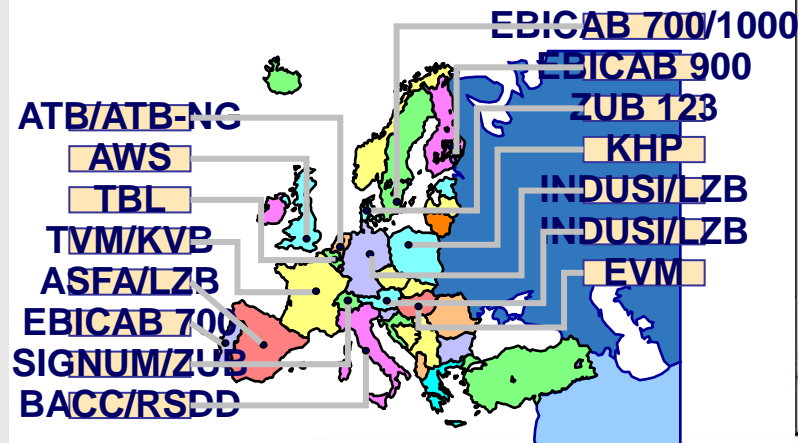 EBICAB 700/1000
EBICAB 900
ZUB 123
KHP
INDUSI/LZB
INDUSI/LZB
EVM
ATB/ATB-NG
AWS
TBL
TVM/KVB
ASFA/LZB
EBICAB 700
SIGNUM/ZUB
BACC/RSDD